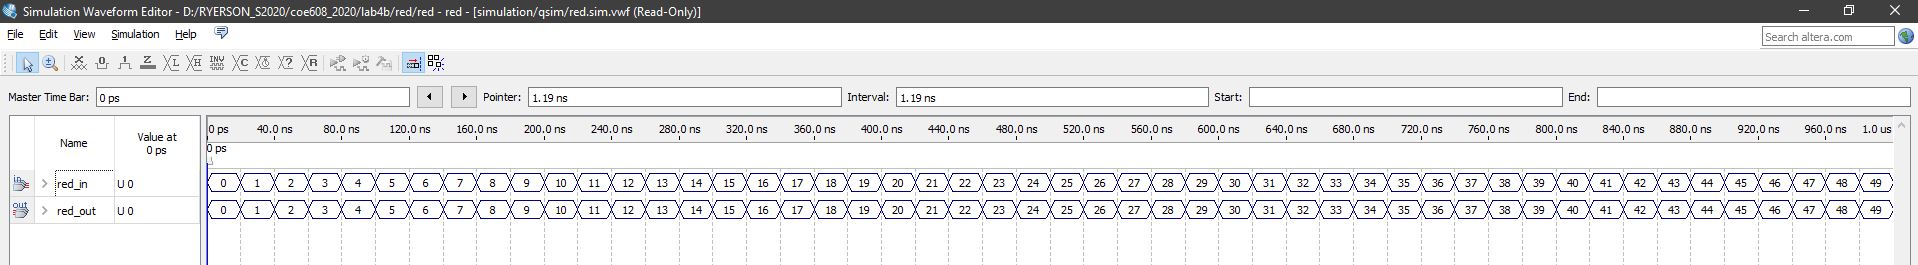 Simulation Waveform Editor - D:/RYERSON_S2020/coe608_2020/lab4b/red/red - red - [simulation/qsim/red.sim.vwf (Read-Only)]
File Edit View Simulation Help
Search altera.com
INV
Master Time Bar: 0 ps Pointer: 1.19 ns Interval: 1.19 ns Start: End:
Name Value at 0 ps
0 ps 40.0 ns 80.0 ns 120.0 ns 160.0 ns 200.0 ns 240.0 ns 280.0 ns 320.0 ns 360.0 ns 400.0 ns 440.0 ns 480.0 ns 520.0 ns 560.0 ns 600.0 ns 640.0 ns 680.0 ns 720.0 ns 760.0 ns 800.0 ns 840.0 ns 880.0 ns 920.0 ns 960.0 ns 1.0 us
0 ps
in red_in U 0 0 1 2 3 4 5 6 7 8 9 10 11 12 13 14 15 16 17 18 19 20 21 22 23 24 25 26 27 28 29 30 31 32 33 34 35 36 37 38 39 40 41 42 43 44 45 46 47 48 49
out red_out U 0 0 1 2 3 4 5 6 7 8 9 10 11 12 13 14 15 16 17 18 19 20 21 22 23 24 25 26 27 28 29 30 31 32 33 34 35 36 37 38 39 40 41 42 43 44 45 46 47 48 49